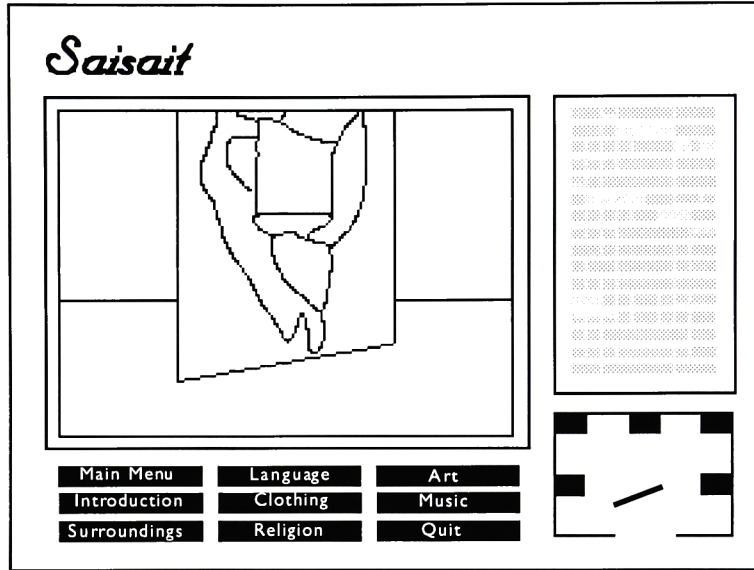 Saisait
Main Menu Language Art
Introduction Clothing Music
Surroundings Religion Quit